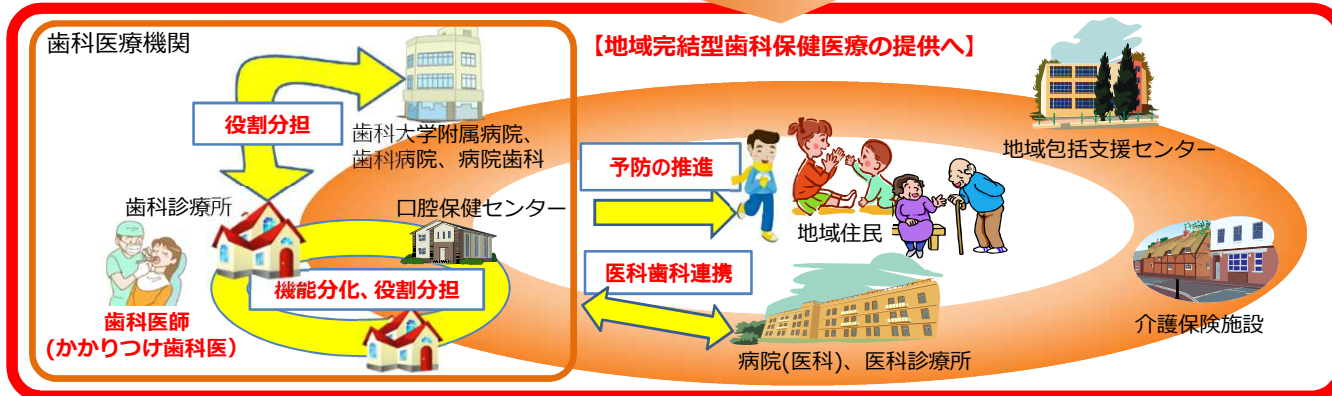 歯科医療機関
【地域完結型歯科保健医療の提供へ】
役割分担
歯科大学附属病院、
歯科病院、病院歯科
地域包括支援センター
予防の推進
歯科診療所
口腔保健センター
地域住民
医科歯科連携
機能分化、役割分担
歯科医師
(かかりつけ歯科医)
病院(医科)、医科診療所
介護保険施設